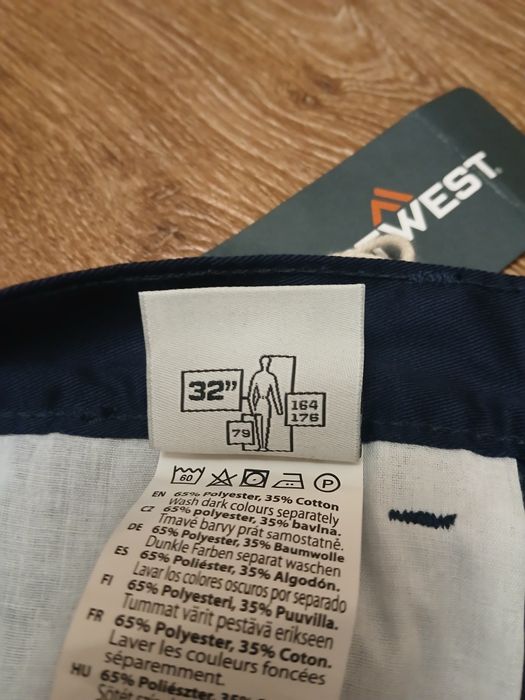 WEST
32"
164
176
79
60
P
EN 65% Polyester, 35% Cotton
Wash dark colours separately
CZ 65% polyester, 35% bavlna.
Tmavé barvy prát samostatně.
DE 65% Polyester, 35% Baumwolle
Dunkle Farben separat waschen
ES 65% Poliéster, 35% Algodón.
Lavar los colores oscuros por separado
FI 65% Polyesteri, 35% Puuvilla.
Tummat värit pestävä erikseen
FR 65% Polyester, 35% Coton.
Laver les couleurs foncées
séparemment.
HU 65% Poliészter, 35%
Sötét